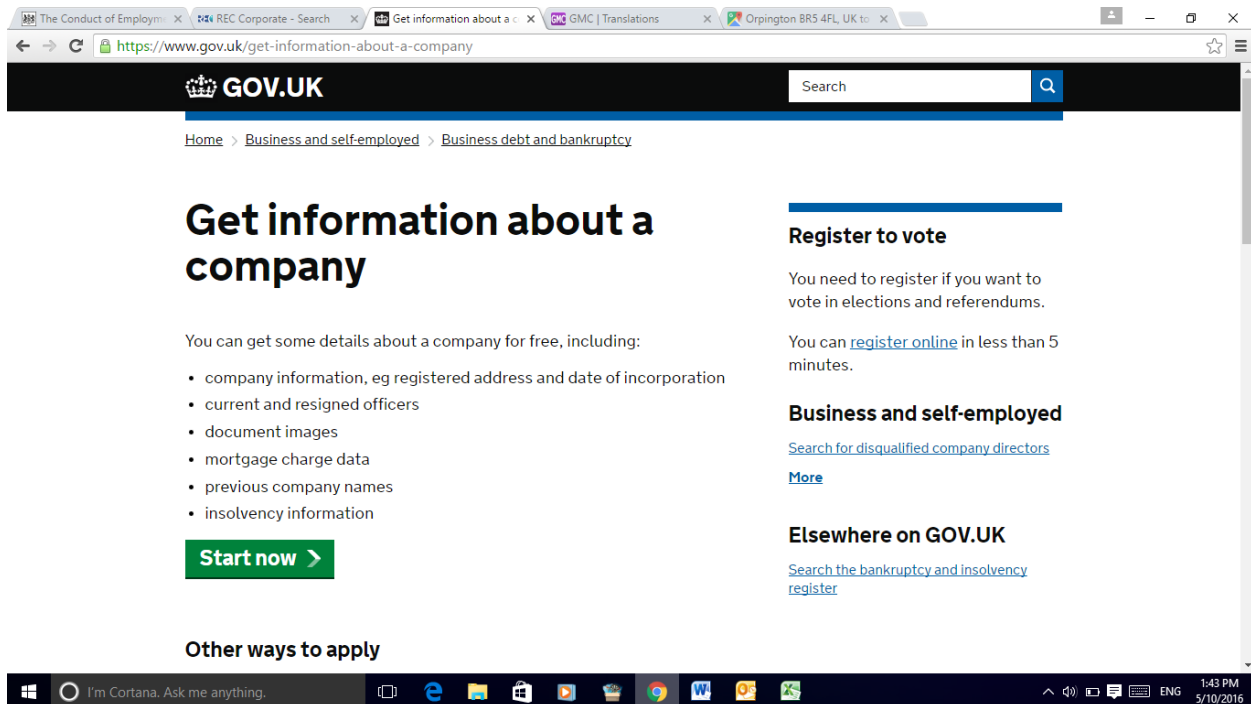 The Conduct of Employm
REC Corporate - Search
Get information about a c
GMC | Translations
Orpington BR5 4FL, UK to
https://www.gov.uk/get-information-about-a-company
GOV.UK
Search
Home > Business and self-employed > Business debt and bankruptcy
Get information about a
company
You can get some details about a company for free, including:
• company information, eg registered address and date of incorporation
• current and resigned officers
• document images
• mortgage charge data
• previous company names
• insolvency information
Start now
Other ways to apply
Register to vote
You need to register if you want to
vote in elections and referendums.
You can register online in less than 5
minutes.
Business and self-employed
Search for disqualified company directors
More
Elsewhere on GOV.UK
Search the bankruptcy and insolvency
register
I'm Cortana. Ask me anything.
ENG
1:43 PM
5/10/2016